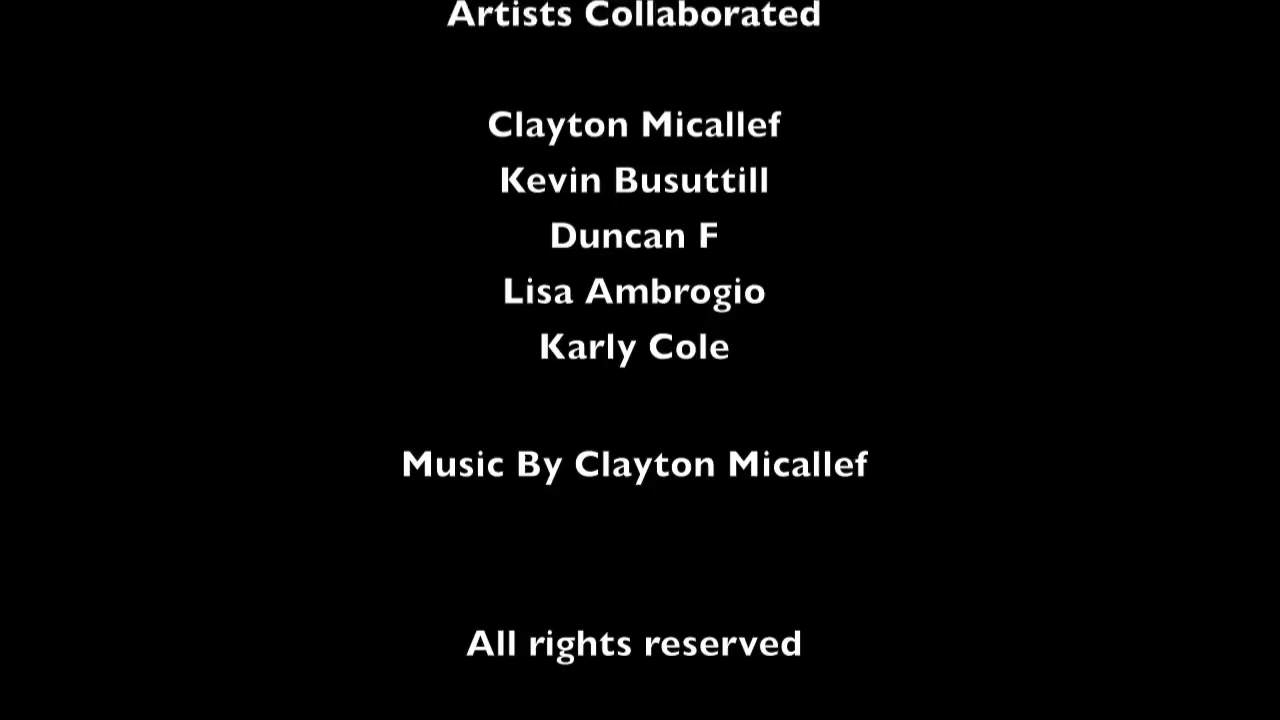 Artists Collaborated
Clayton Micallef
Kevin Busuttill
Duncan F
Lisa Ambrogio
Karly Cole
Music By Clayton Micallef
All rights reserved